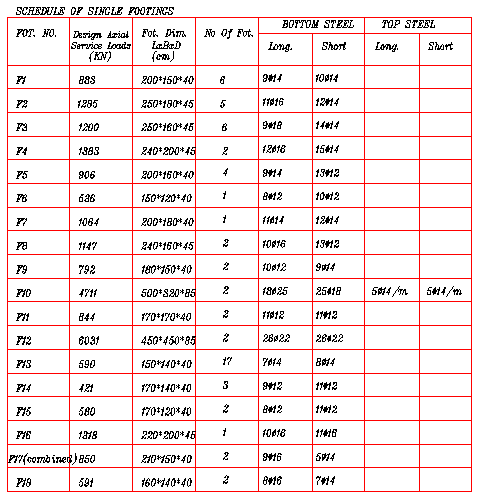 SCHEDULE OF SINGLE FOOTINGS
FOT. NO. Design Axial Service Loads (KN) Fot. Dim. LxBxD (cm) No Of Fot. BOTTOM STEEL TOP STEEL
Long. Short Long. Short
F1 883 200*150*40 6 9Ø14 10Ø14
F2 1295 250*180*45 5 11Ø16 12Ø14
F3 1200 250*160*45 6 9Ø18 14Ø14
F4 1383 240*200*45 2 12Ø16 15Ø14
F5 906 200*160*40 4 9Ø14 13Ø12
F6 536 150*120*40 1 8Ø12 10Ø12
F7 1064 200*180*40 1 11Ø14 12Ø14
F8 1147 240*160*45 2 10Ø16 13Ø12
F9 792 180*150*40 2 10Ø12 9Ø14
F10 4711 500*320*85 2 18Ø25 25Ø18 5Ø14/m 5Ø14/m
F11 844 170*170*40 2 11Ø12 11Ø12
F12 6031 450*450*85 2 26Ø22 26Ø22
F13 590 150*140*40 17 7Ø14 8Ø14
F14 421 170*140*40 3 9Ø12 11Ø12
F15 580 170*120*40 2 8Ø12 11Ø12
F16 1318 220*200*45 1 10Ø16 11Ø16
F17(combined) 850 210*150*40 2 9Ø16 5Ø14
F19 591 160*140*40 2 8Ø16 7Ø14